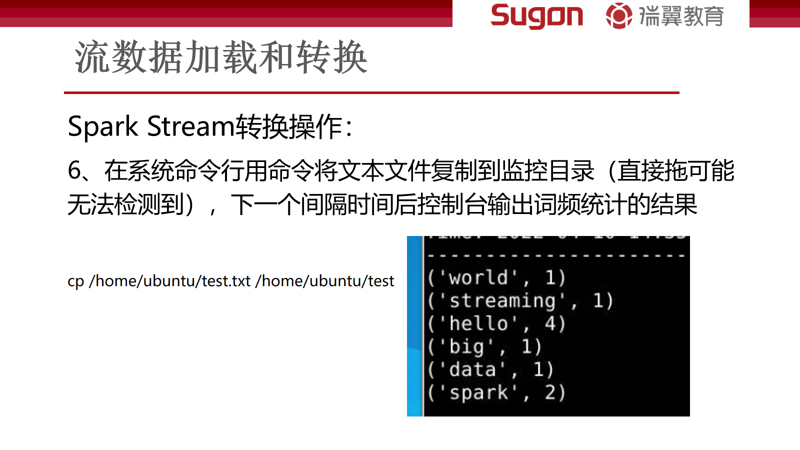 Sugon 瑞翼教育
流数据加载和转换
Spark Stream转换操作：
6、在系统命令行用命令将文本文件复制到监控目录（直接拖可能
无法检测到），下一个间隔时间后控制台输出词频统计的结果
cp /home/ubuntu/test.txt /home/ubuntu/test
-------------------------
('world', 1)
('streaming', 1)
('hello', 4)
('big', 1)
('data', 1)
('spark', 2)